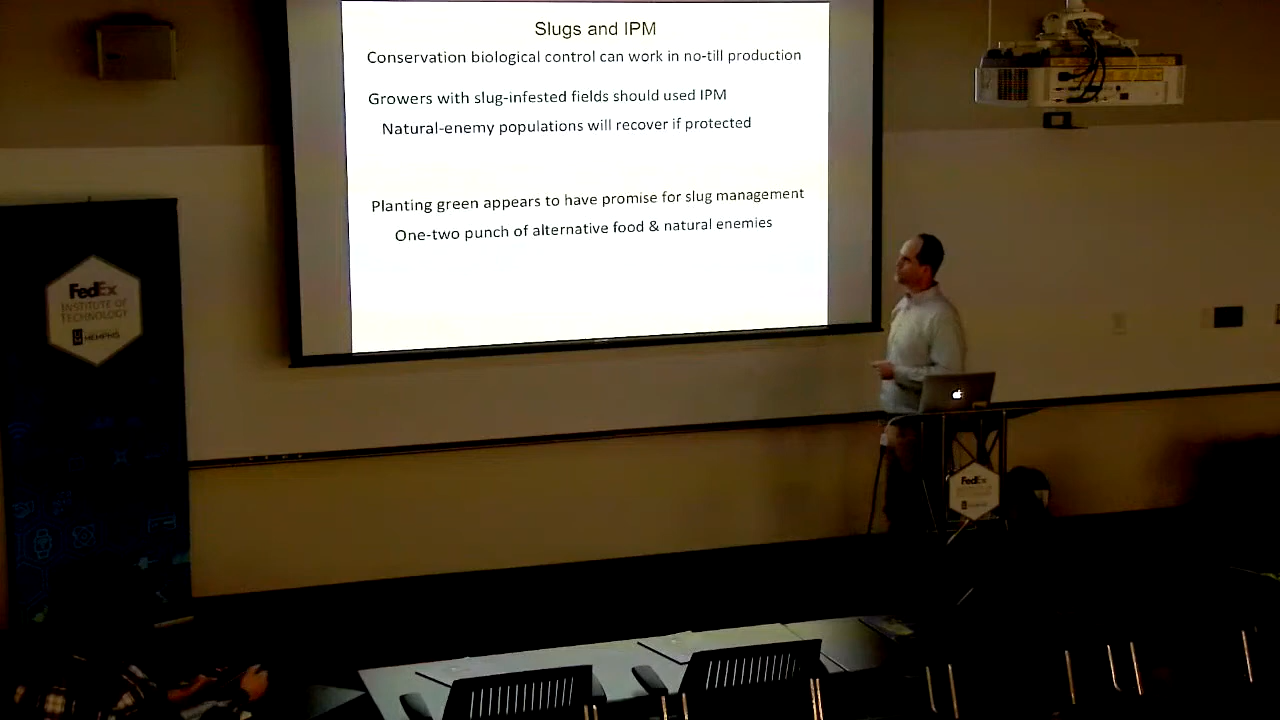 Slugs and IPM
Conservation biological control can work in no-till production
Growers with slug-infested fields should used IPM
Natural-enemy populations will recover if protected
Planting green appears to have promise for slug management
One-two punch of alternative food & natural enemies
FedEx
INSTITUTE OF
TECHNOLOGY
MEMPHIS
FedEx